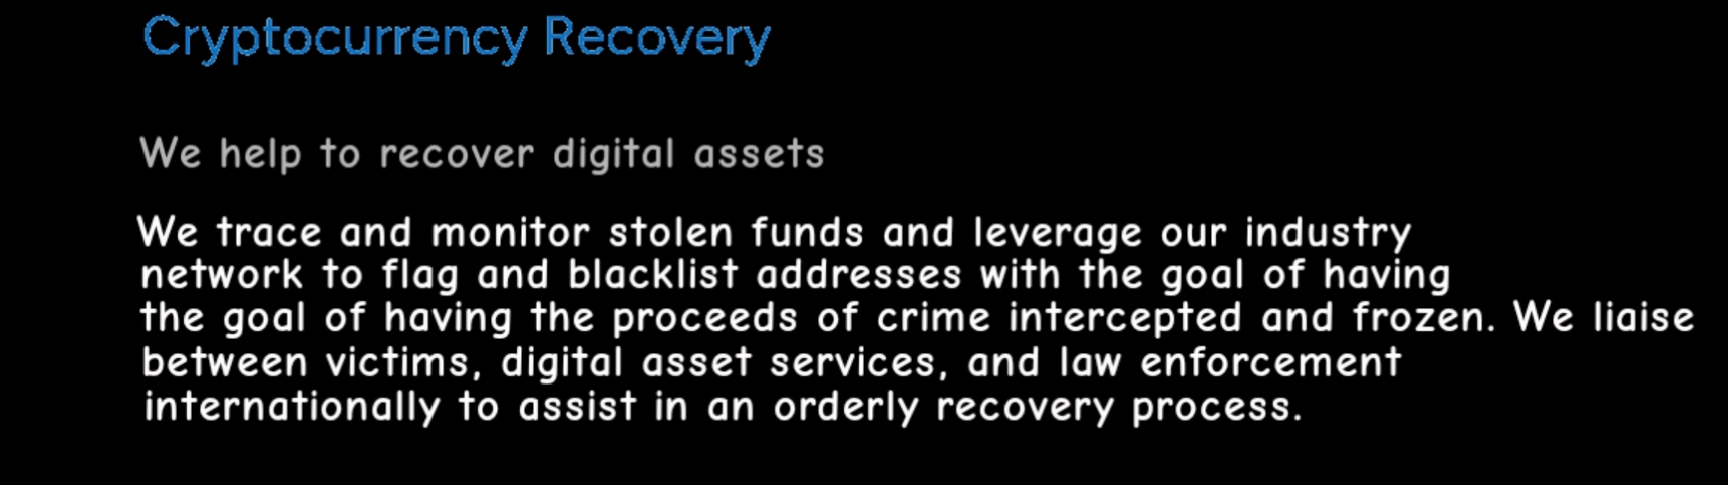 Cryptocurrency Recovery
We help to recover digital assets
We trace and monitor stolen funds and leverage our industry
network to flag and blacklist addresses with the goal of having
the goal of having the proceeds of crime intercepted and frozen. We liaise
between victims, digital asset services, and law enforcement
internationally to assist in an orderly recovery process.